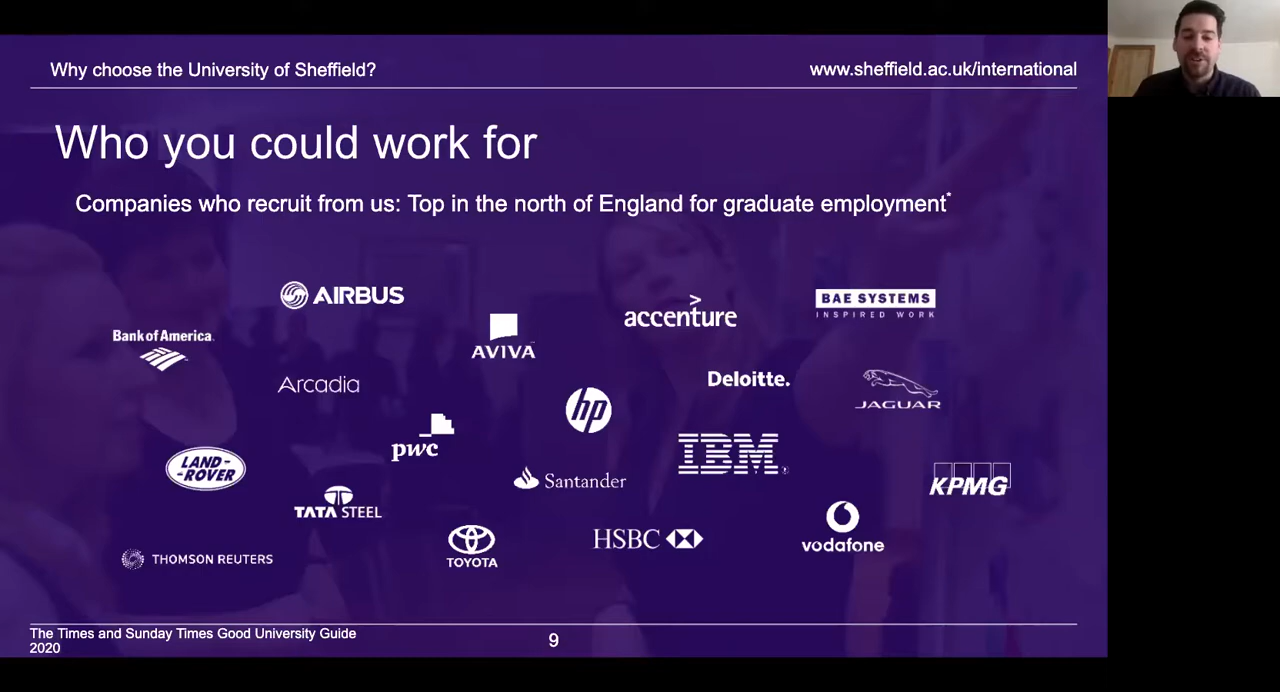 Why choose the University of Sheffield?
www.sheffield.ac.uk/international
Who you could work for
Companies who recruit from us: Top in the north of England for graduate employment*
AIRBUS
accenture
BAE SYSTEMS
INSPIRED WORK
Bank of America
AVIVA
Arcadia
Deloitte.
JAGUAR
hp
pwc
LAND-
-ROVER
IBM
Santander
KPMG
TATA STEEL
vodafone
THOMSON REUTERS
TOYOTA
HSBC
The Times and Sunday Times Good University Guide
2020
9